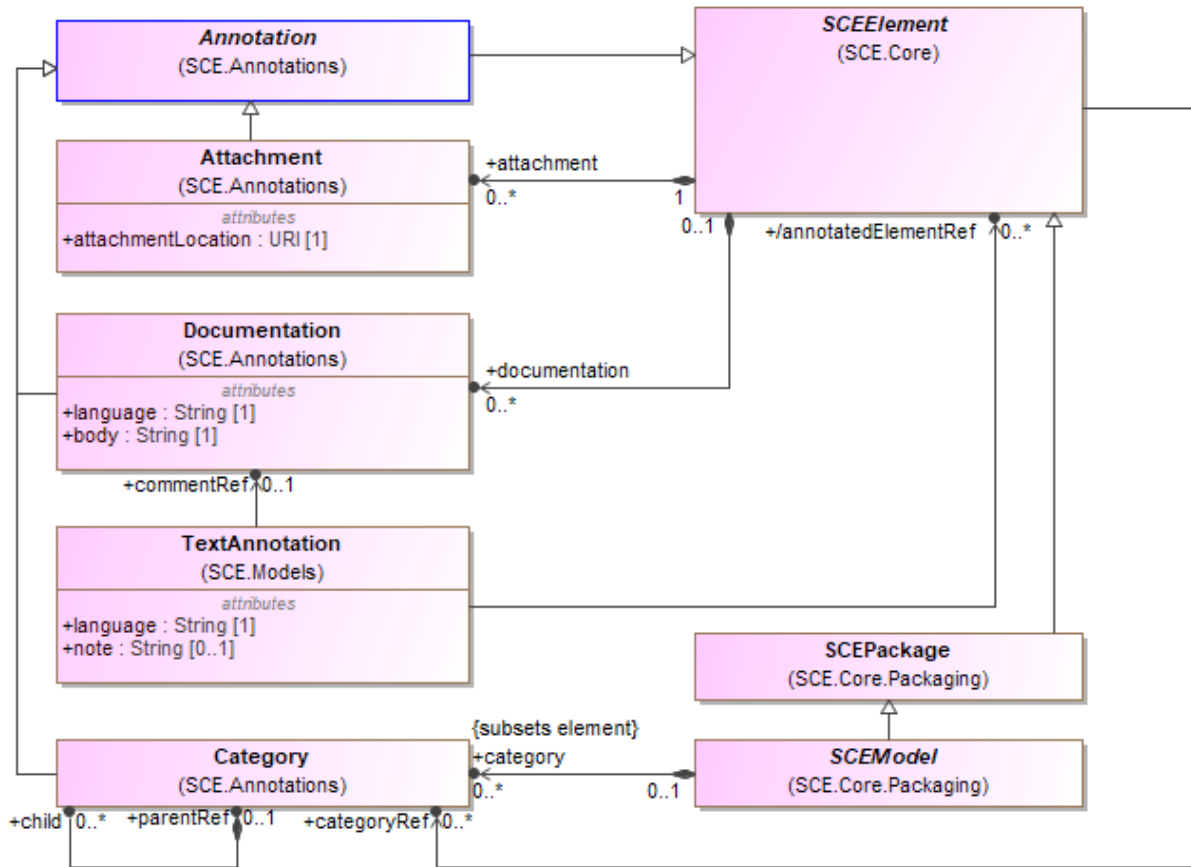 Annotation
(SCE.Annotations)
SCEElement
(SCE.Core)
Attachment
(SCE.Annotations)
attributes
+attachmentLocation : URI [1]
+attachment
0..*
1
0..1
+/annotatedElementRef
0..*
Documentation
(SCE.Annotations)
attributes
+language : String [1]
+body : String [1]
+documentation
0..*
+commentRef
0..1
TextAnnotation
(SCE.Models)
attributes
+language : String [1]
+note : String [0..1]
SCEPackage
(SCE.Core.Packaging)
{subsets element}
+category
0..*
0..1
Category
(SCE.Annotations)
SCEModel
(SCE.Core.Packaging)
+child
0..*
+parentRef
0..1
+categoryRef
0..*